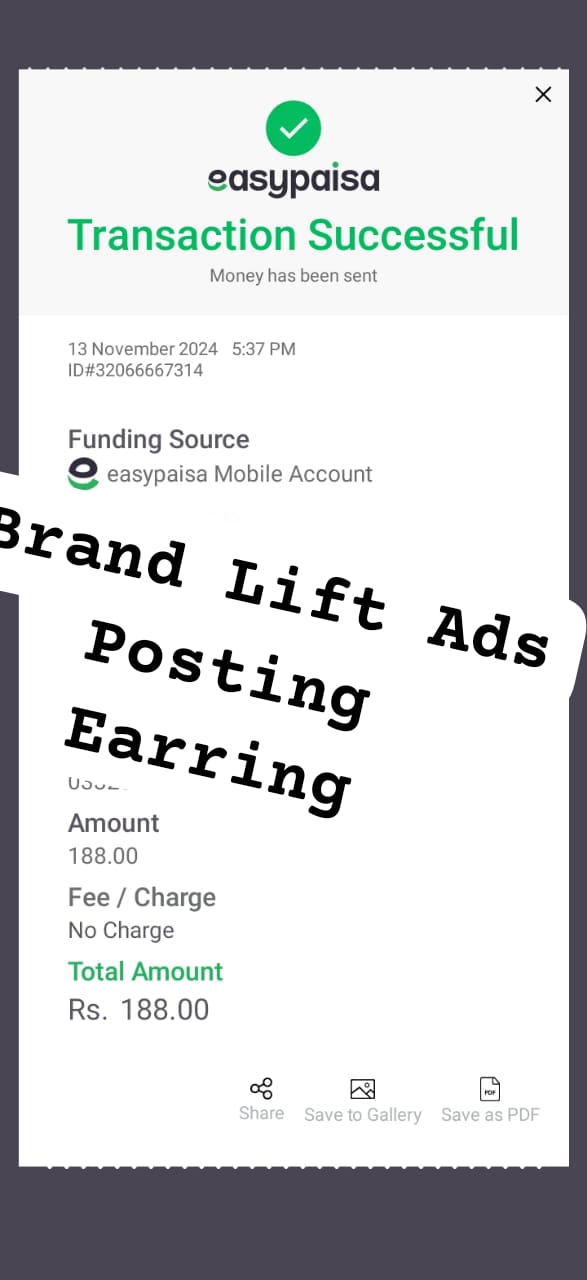 easypaisa
Transaction Successful
Money has been sent
13 November 2024 5:37 PM
ID#32066667314
Funding Source
easypaisa Mobile Account
Brand Lift Ads
Posting
Earring
Amount
188.00
Fee / Charge
No Charge
Total Amount
Rs. 188.00
Share Save to Gallery Save as PDF